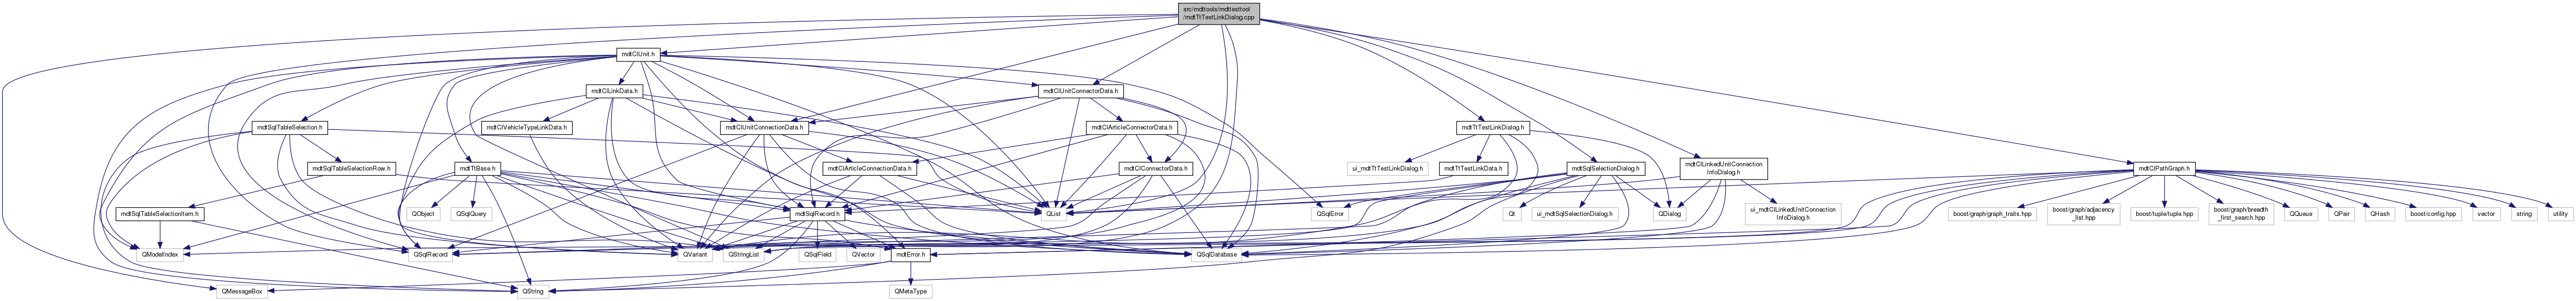 src/mdttools/mdttesttool
/mdtTtTestLinkDialog.cpp
mdtClUnit.h
mdtClLinkData.h
mdtClUnitConnectorData.h
mdtSqlTableSelection.h
mdtClVehicleTypeLinkData.h
mdtClUnitConnectionData.h
mdtClArticleConnectorData.h
mdtTtTestLinkDialog.h
mdtSqlTableSelectionRow.h
mdtTtBase.h
mdtClArticleConnectionData.h
mdtClConnectorData.h
ui_mdtTtTestLinkDialog.h
mdtTtTestLinkData.h
mdtSqlSelectionDialog.h
mdtClLinkedUnitConnection
InfoDialog.h
mdtClPathGraph.h
mdtSqlTableSelectionItem.h
QObject
QSqlQuery
mdtSqlRecord.h
QList
QSqlError
Qt
ui_mdtSqlSelectionDialog.h
QDialog
ui_mdtClLinkedUnitConnection
InfoDialog.h
boost/graph/graph_traits.hpp
boost/graph/adjacency
_list.hpp
boost/tuple/tuple.hpp
boost/graph/breadth
_first_search.hpp
QQueue
QPair
QHash
boost/config.hpp
vector
string
utility
QModelIndex
QSqlRecord
QVariant
QStringList
QSqlField
QVector
mdtError.h
QSqlDatabase
QMessageBox
QString
QMetaType